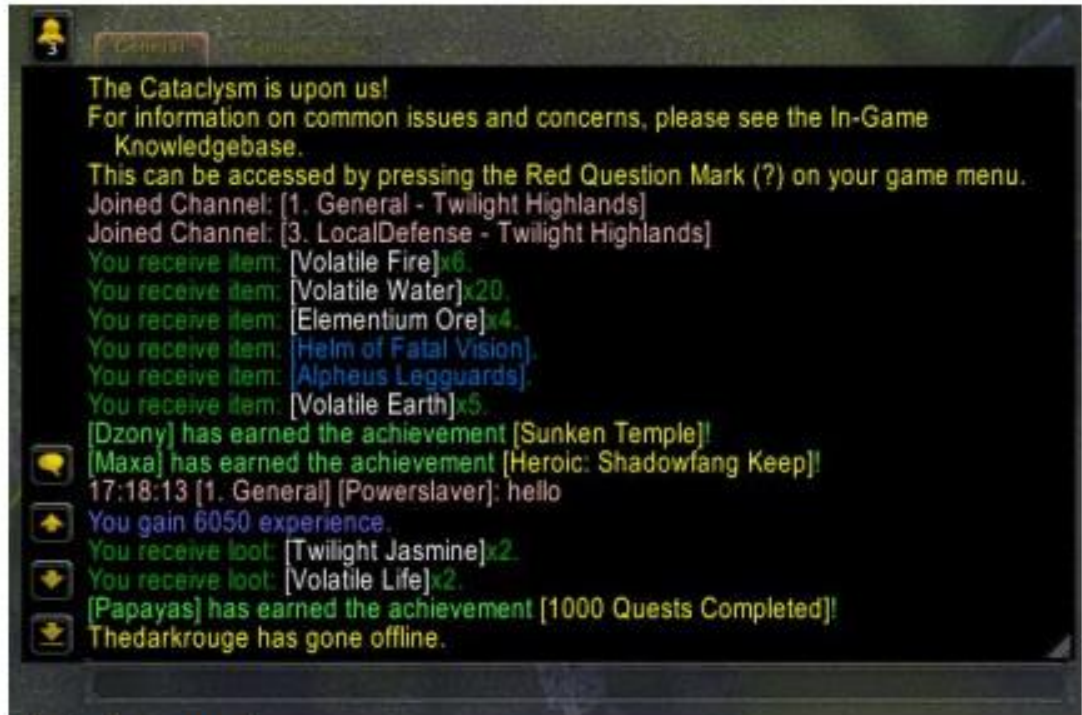 3
General
The Cataclysm is upon us!
For information on common issues and concerns, please see the In-Game
Knowledgebase.
This can be accessed by pressing the Red Question Mark (?) on your game menu.
Joined Channel: [1. General - Twilight Highlands]
Joined Channel: [3. LocalDefense - Twilight Highlands]
You receive item: [Volatile Fire]x6.
You receive item: [Volatile Water]x20.
You receive item: [Elementium Ore]x4.
You receive item: [Helm of Fatal Vision].
You receive item: [Alpheus Legguards].
You receive item: [Volatile Earth]x5.
[Dzony] has earned the achievement [Sunken Temple]!
[Maxa] has earned the achievement [Heroic: Shadowfang Keep]!
17:18:13 [1. General] [Powerslaver]: hello
You gain 6050 experience.
You receive loot: [Twilight Jasmine]x2.
You receive loot: [Volatile Life]x2.
[Papayas] has earned the achievement [1000 Quests Completed]!
Thedarkrouge has gone offline.